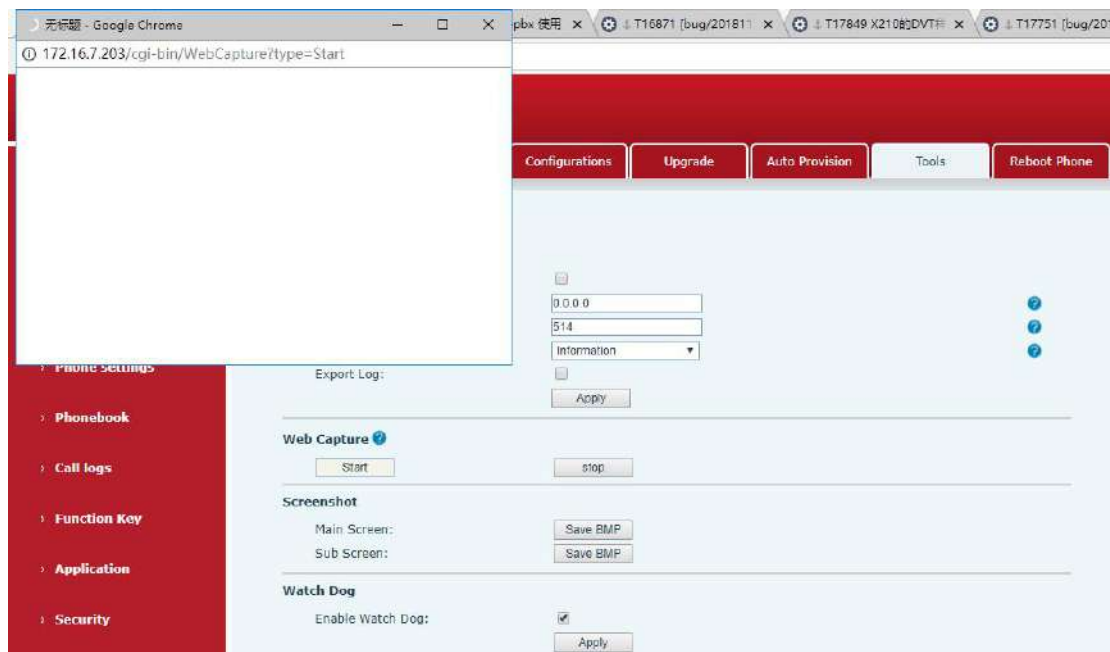 无标题 - Google Chrome
pbx 使用
T16871 [bug/201811
T17849 X210的DVT样
T17751 [bug/201
172.16.7.203/cgi-bin/WebCapture?type=Start
Configurations
Upgrade
Auto Provision
Tools
Reboot Phone
0.0.0.0
514
Information
› Phone Settings
Export Log:
Apply
› Phonebook
Web Capture
› Call logs
Start
stop
Screenshot
› Function Key
Main Screen:
Save BMP
Sub Screen:
Save BMP
› Application
Watch Dog
› Security
Enable Watch Dog:
Apply